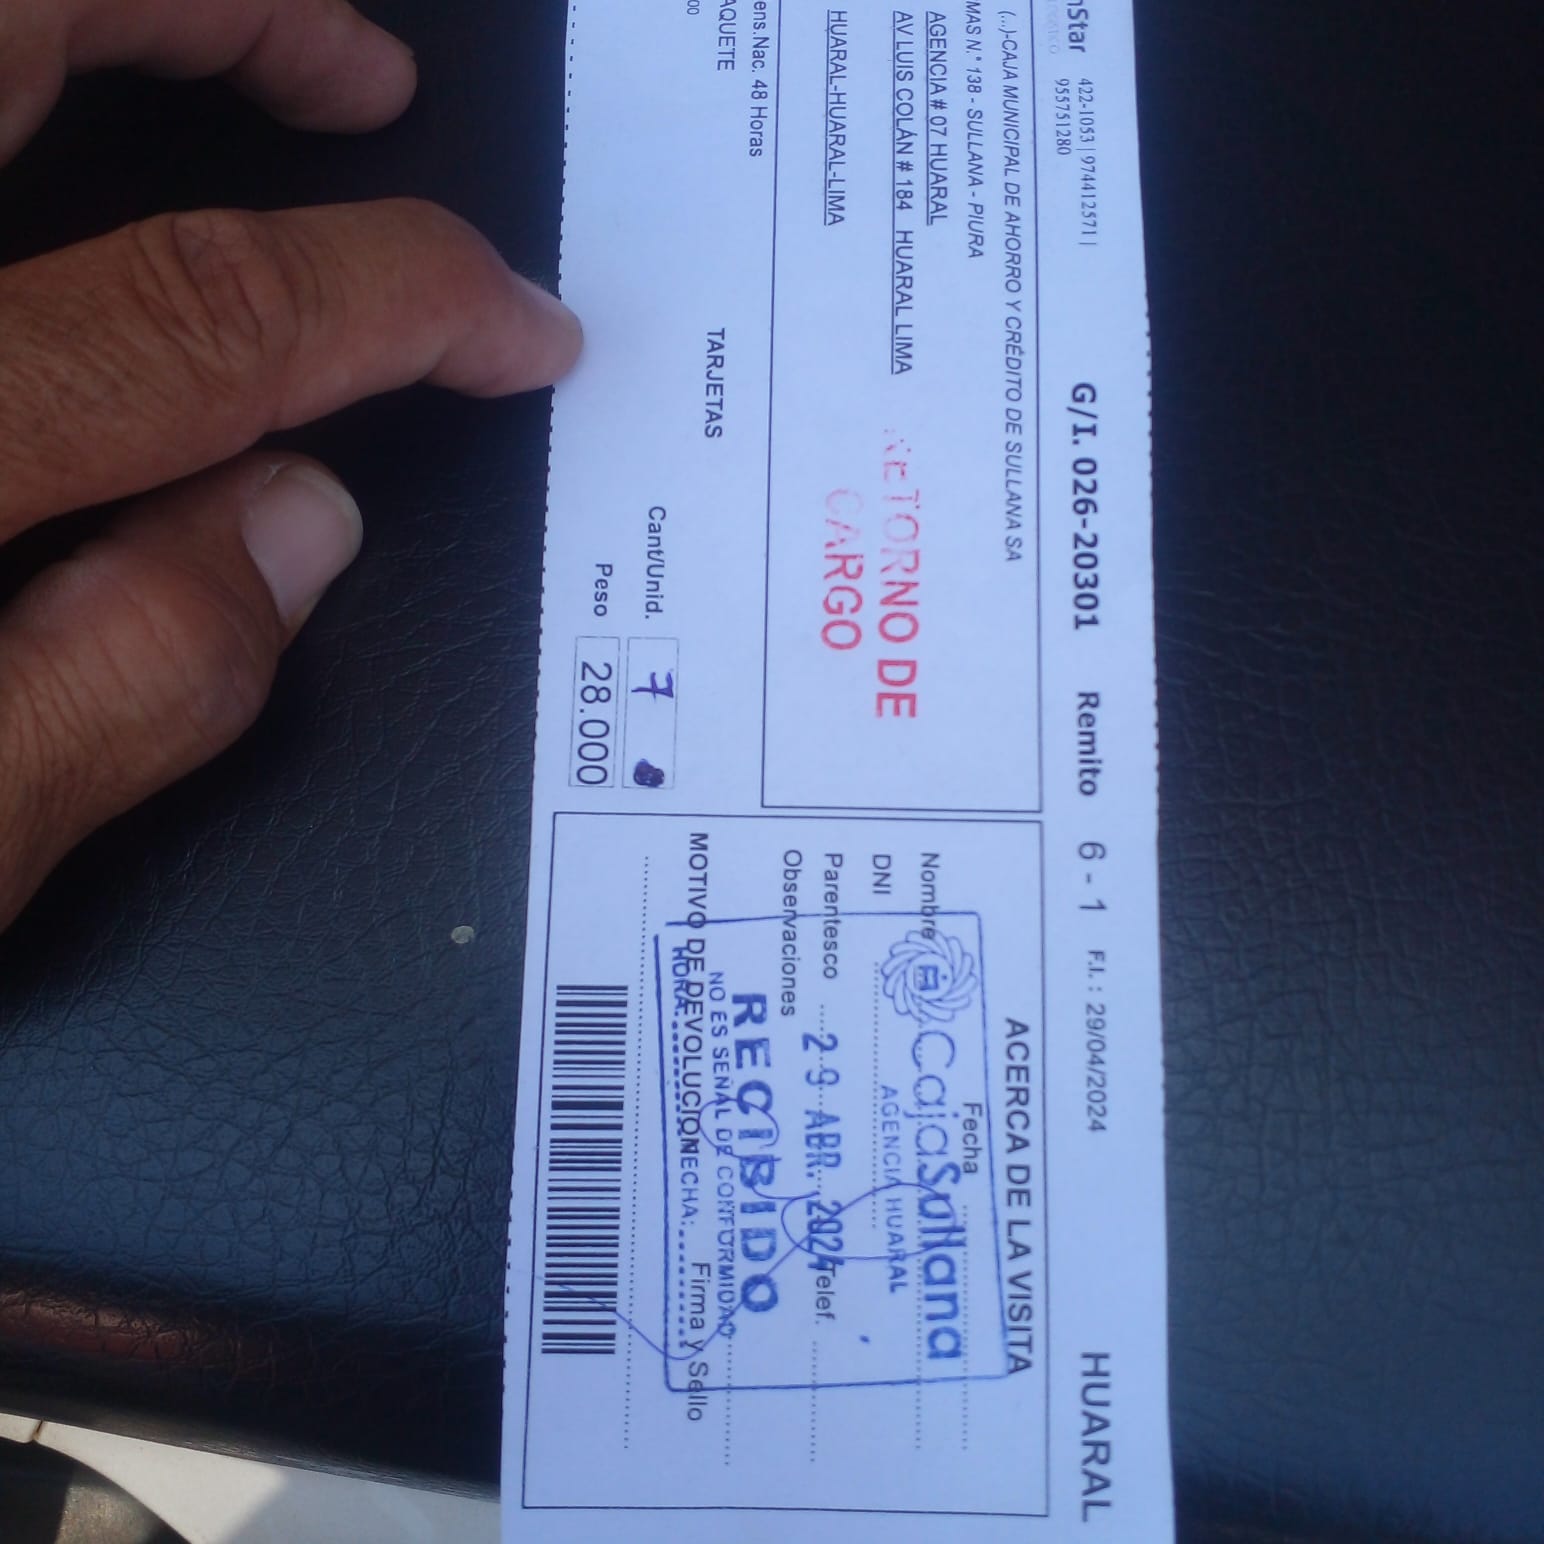 nStar 422-1053 | 974412571 |
955751280
G/I. 026-20301 Remito 6 - 1 F.I. : 29/04/2024 HUARAL
(...)-CAJA MUNICIPAL DE AHORRO Y CRÉDITO DE SULLANA SA
MAS N.° 138 - SULLANA - PIURA
AGENCIA # 07 HUARAL
AV LUIS COLÁN # 184 HUARAL LIMA
HUARAL-HUARAL-LIMA
RETORNO DE
CARGO
ens.Nac. 48 Horas
AQUETE
TARJETAS
00
Cant/Unid. 7
Peso 28.000
ACERCA DE LA VISITA
Fecha
Nombre
DNI
Parentesco Telef.
Observaciones
MOTIVO DE DEVOLUCION Firma y Sello
CajaSullana
AGENCIA HUARAL
29 ABR. 2024
RECIBIDO
NO ES SEÑAL DE CONFORMIDAD
HORA: FECHA: